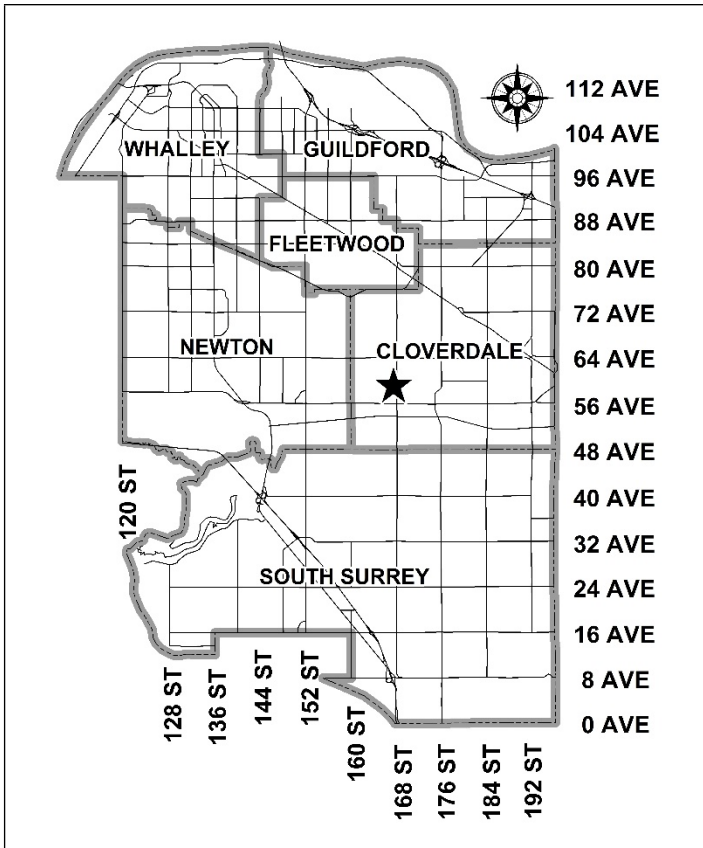 112 AVE
104 AVE
WHALLEY
GUILDFORD
96 AVE
88 AVE
FLEETWOOD
80 AVE
72 AVE
NEWTON
CLOVERDALE
64 AVE
56 AVE
48 AVE
120 ST
40 AVE
32 AVE
SOUTH SURREY
24 AVE
16 AVE
8 AVE
0 AVE
128 ST
136 ST
144 ST
152 ST
160 ST
168 ST
176 ST
184 ST
192 ST